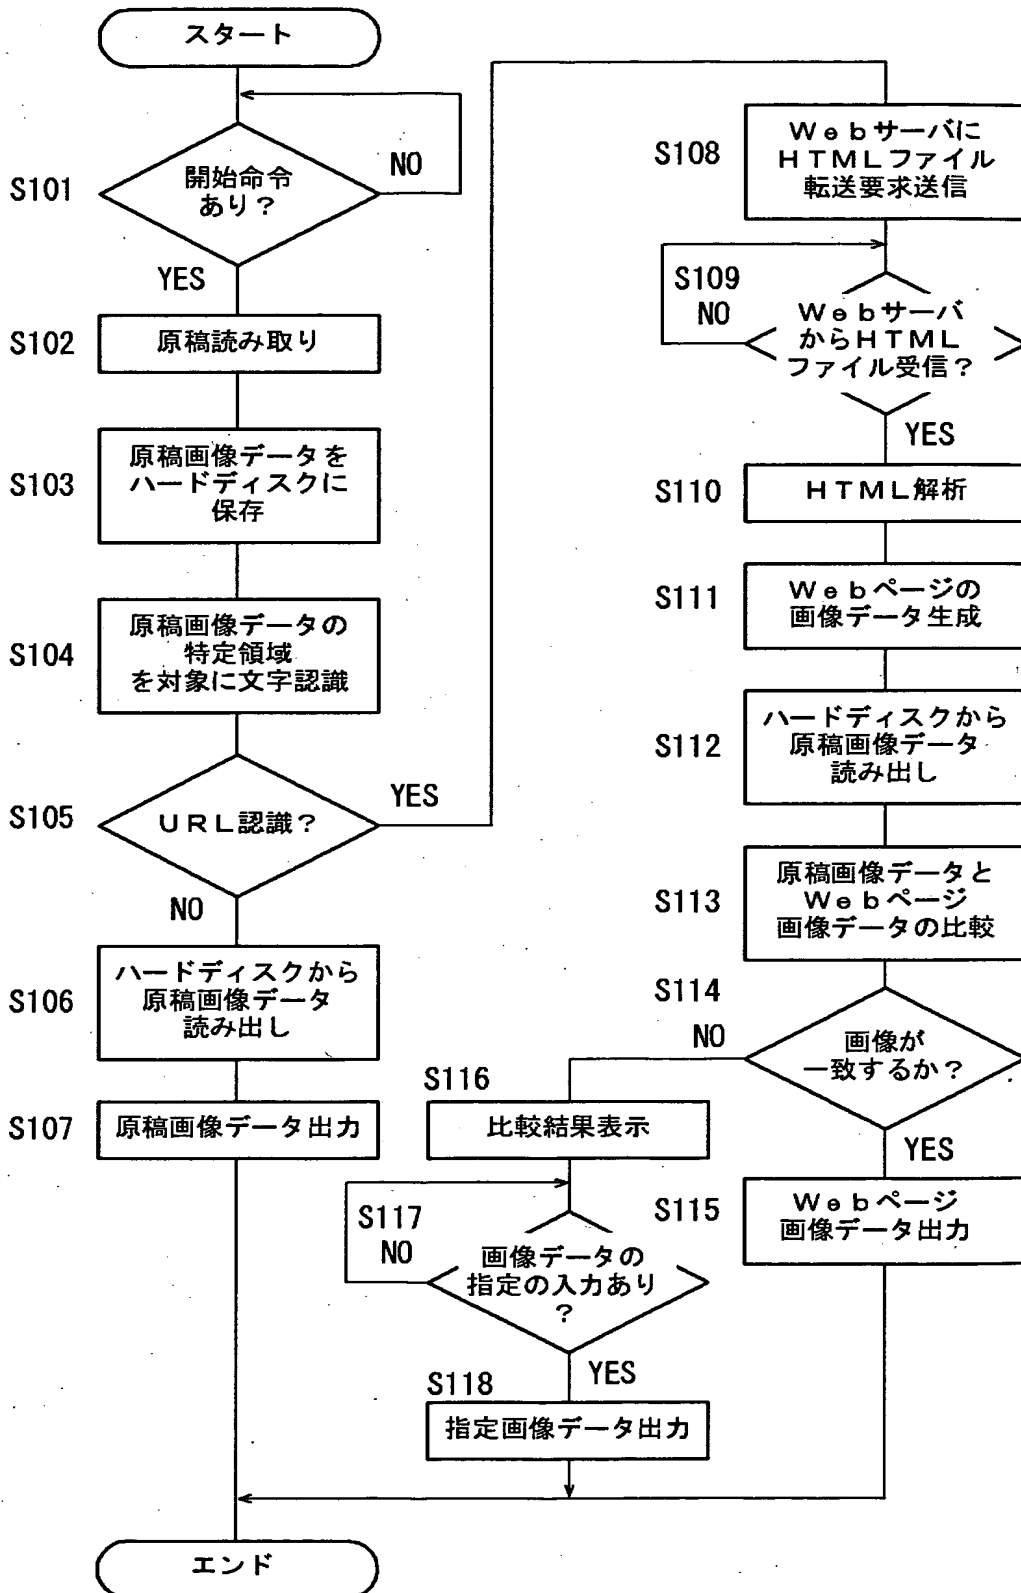 スタート
S101
開始命令
あり？
NO
YES
S102
原稿読み取り
S103
原稿画像データを
ハードディスクに
保存
S104
原稿画像データの
特定領域
を対象に文字認識
S105
ＵＲＬ認識？
YES
NO
S106
ハードディスクから
原稿画像データ
読み出し
S107
原稿画像データ出力
S108
Ｗｅｂサーバに
ＨＴＭＬファイル
転送要求送信
S109
NO
Ｗｅｂサーバ
からＨＴＭＬ
ファイル受信？
YES
S110
ＨＴＭＬ解析
S111
Ｗｅｂページの
画像データ生成
S112
ハードディスクから
原稿画像データ
読み出し
S113
原稿画像データと
Ｗｅｂページ
画像データの比較
S114
NO
画像が
一致するか？
YES
S115
Ｗｅｂページ
画像データ出力
S116
比較結果表示
S117
NO
画像データの
指定の入力あり
？
YES
S118
指定画像データ出力
エンド